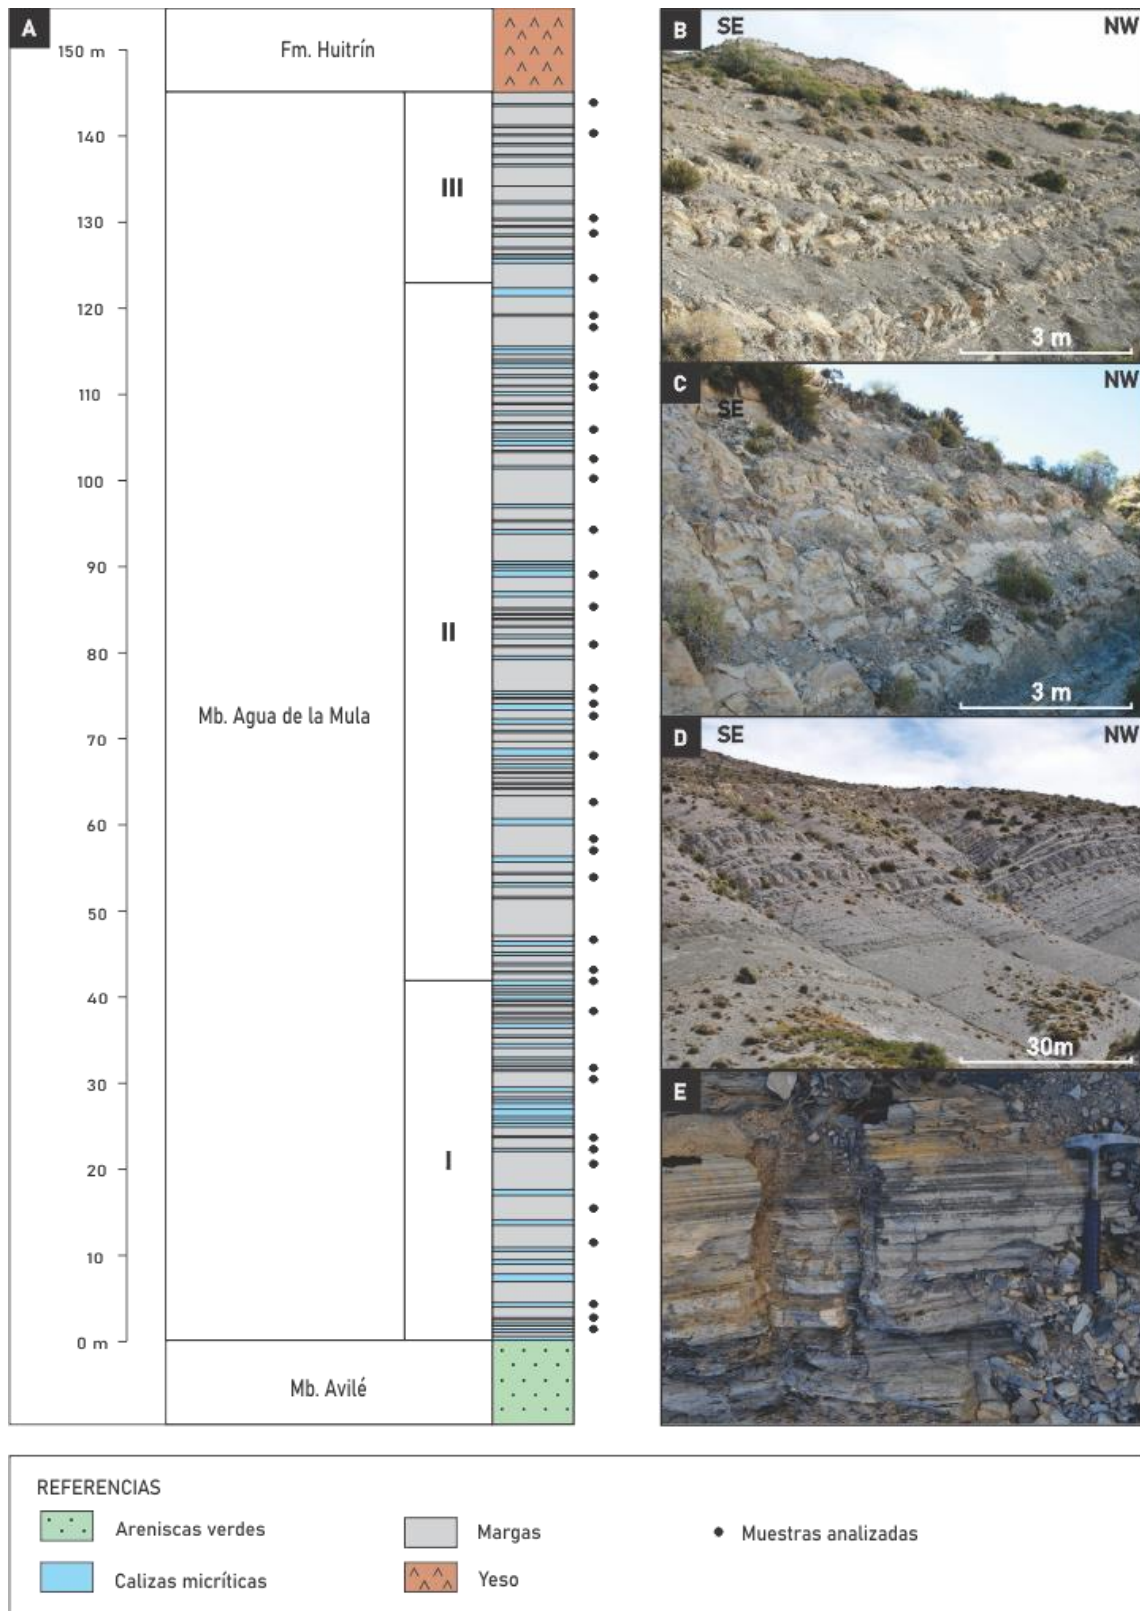 A
150 m
140
130
120
110
100
90
80
70
60
50
40
30
20
10
0 m
Fm. Huitrín
Mb. Agua de la Mula
III
II
I
Mb. Avilé
B
SE
NW
3 m
C
SE
NW
3 m
D
SE
NW
30m
E
REFERENCIAS
Areniscas verdes
Margas
Muestras analizadas
Calizas micríticas
Yeso